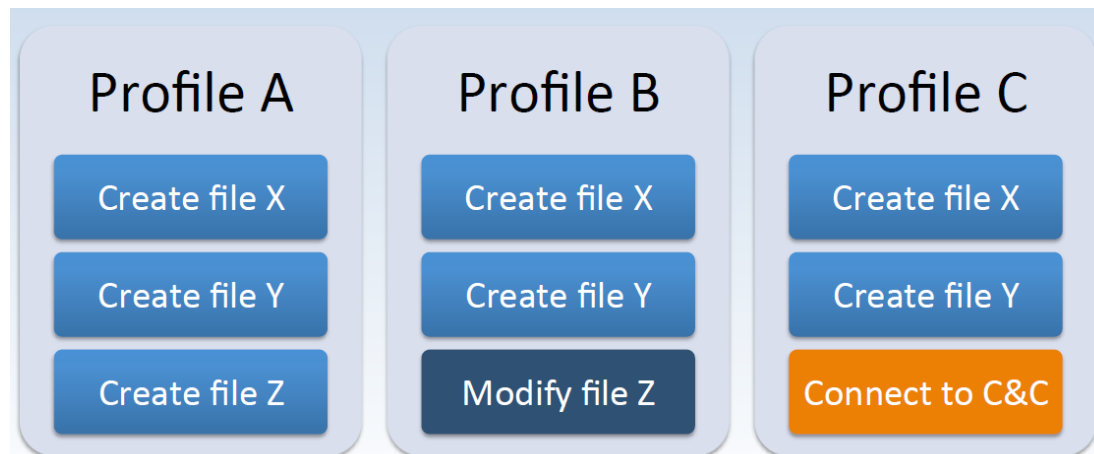 Profile A
Create file X
Create file Y
Create file Z
Profile B
Create file X
Create file Y
Modify file Z
Profile C
Create file X
Create file Y
Connect to C&C